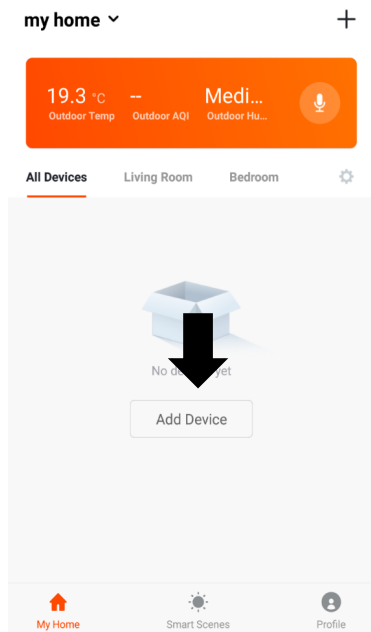 my home
19.3 °C -- Medi...
Outdoor Temp Outdoor AQI Outdoor Hu...
All Devices Living Room Bedroom
No yet
Add Device
My Home Smart Scenes Profile